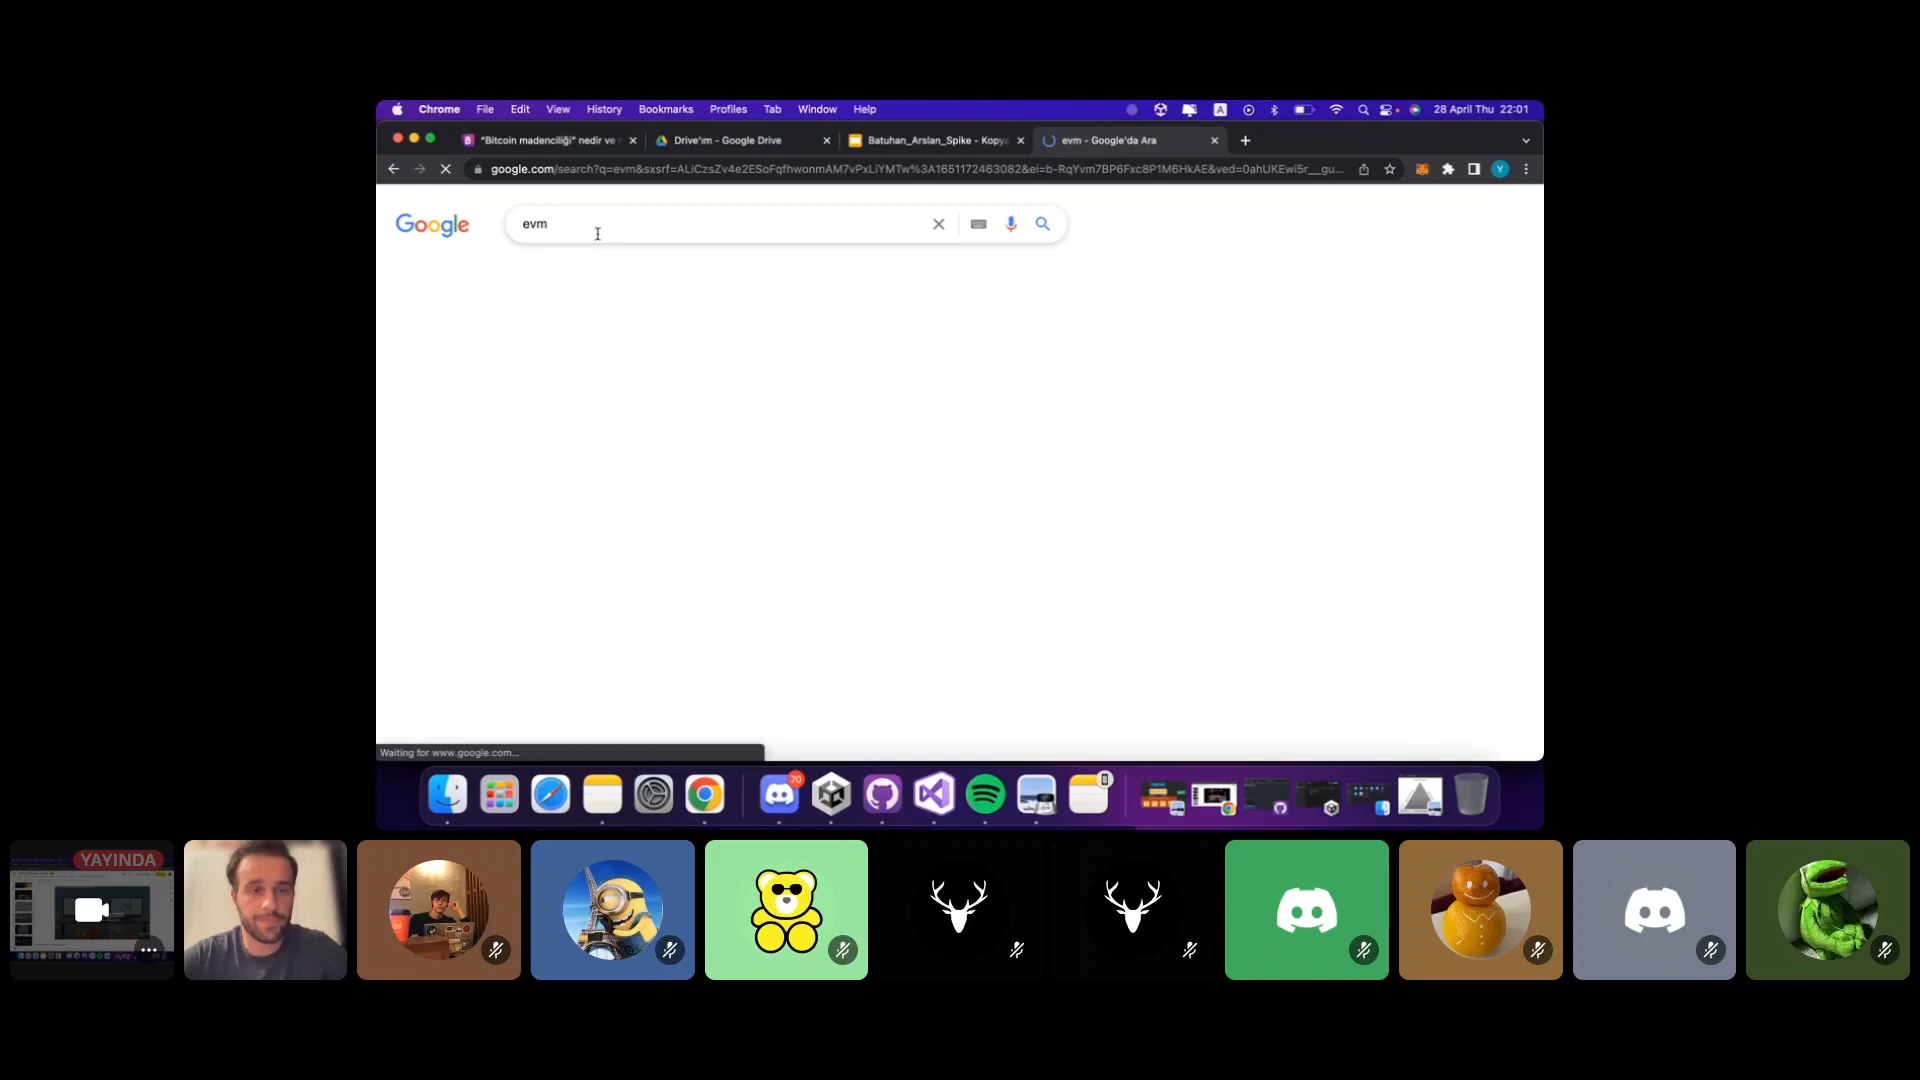 Chrome File Edit View History Bookmarks Profiles Tab Window Help
A
28 April Thu 22:01
"Bitcoin madenciliği" nedir ve
Drive'ım - Google Drive
Batuhan_Arslan_Spike - Kopya
evm - Google'da Ara
google.com/search?q=evm&sxsrf=ALiCzsZv4e2ESoFqfhwonmAM7vPxLiYMTw%3A1651172463082&ei=b-RqYvm7BP6Fxc8P1M6HkAE&ved=0ahUKEwi5r__gu...
Y
Google
evm
Waiting for www.google.com...
70
YAYINDA